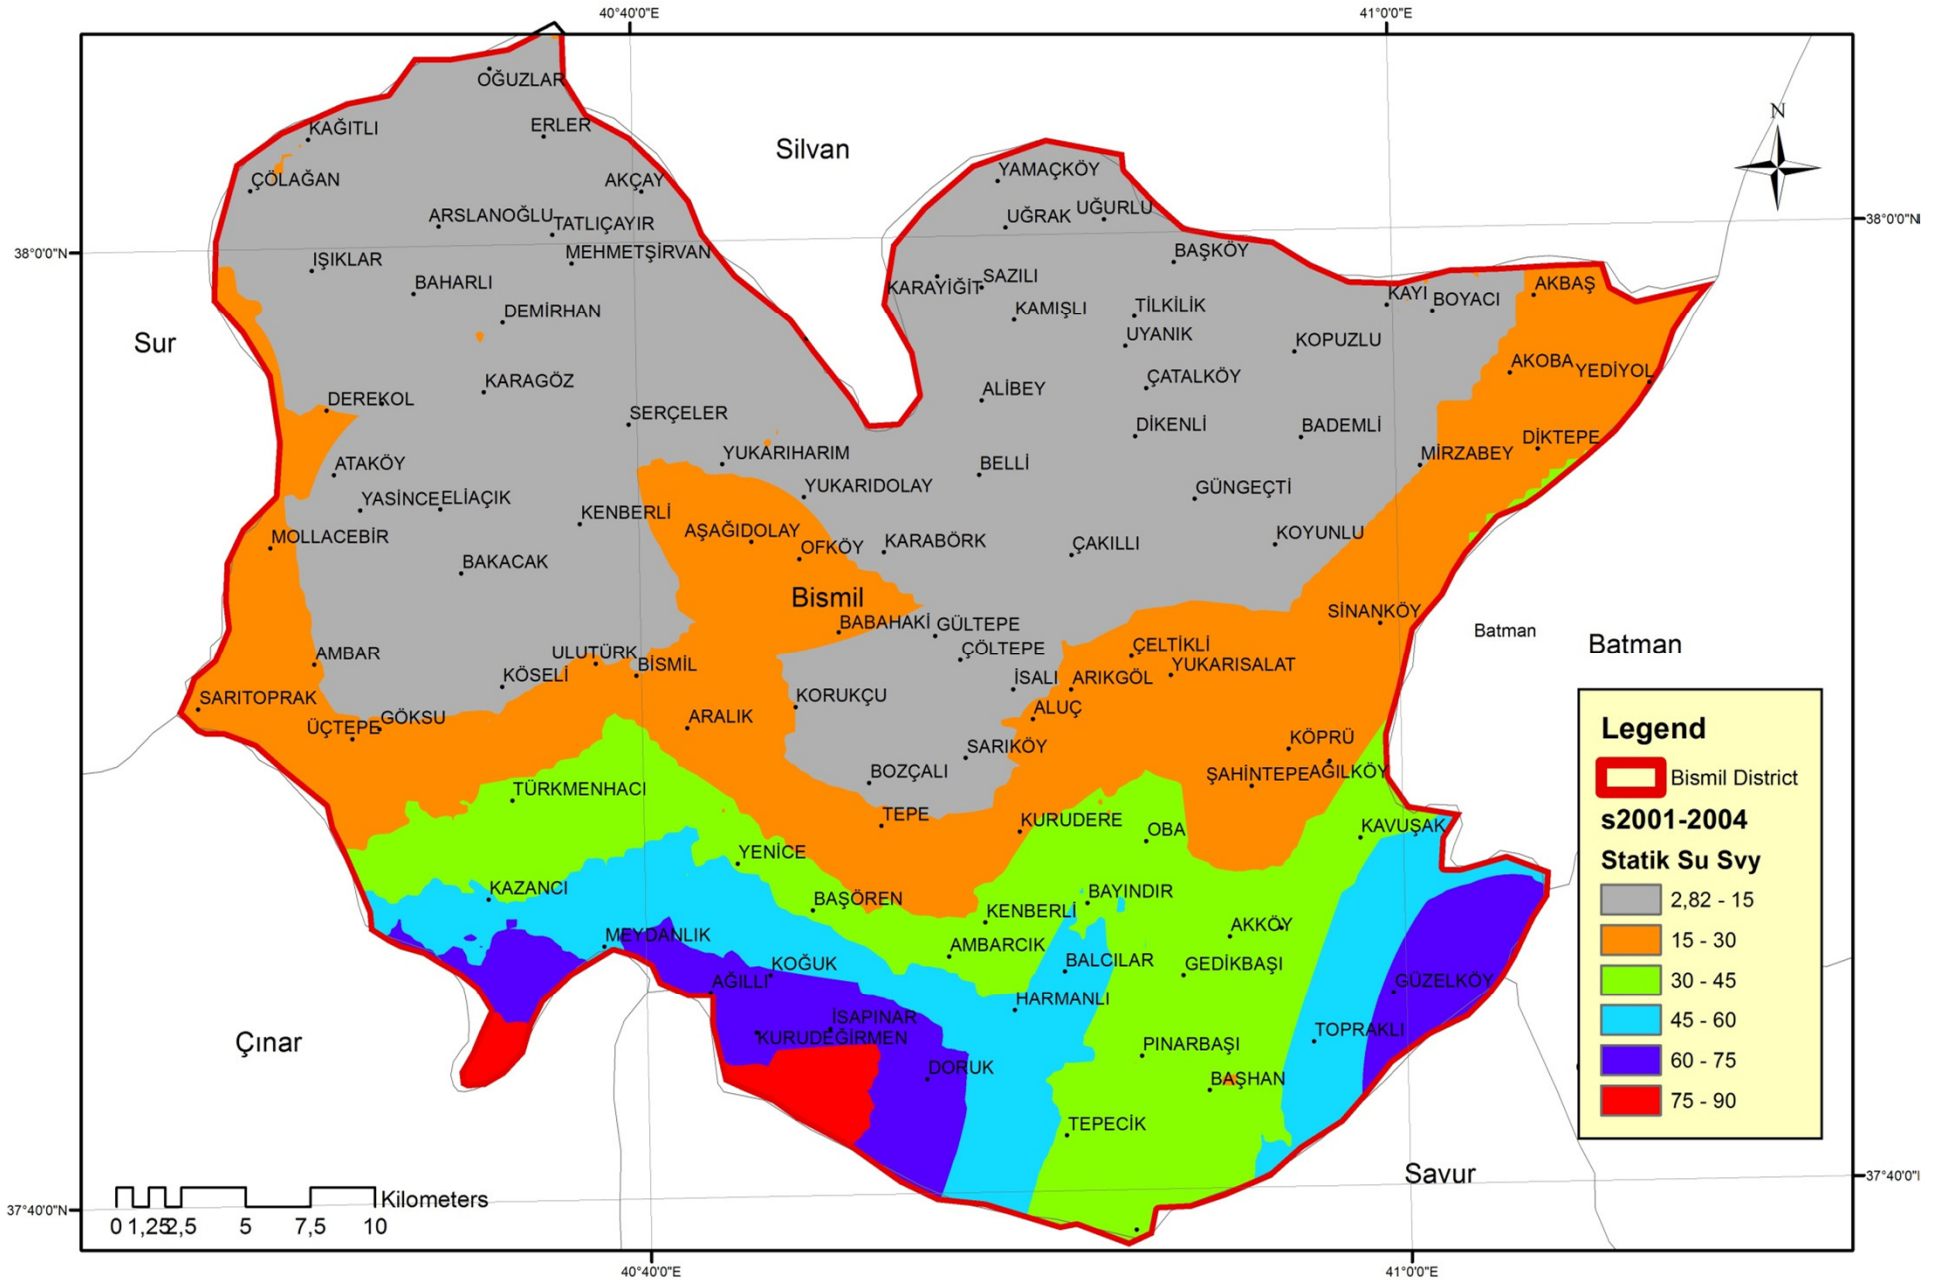 40°40'0"E
41°0'0"E
N
OĞUZLAR
KAĞITLI
ERLER
Silvan
YAMAÇKÖY
ÇÖLAĞAN
AKÇAY
ARSLANOĞLU
TATLIÇAYIR
UĞRAK
UĞURLU
38°0'0"N
38°0'0"N
MEHMETŞİRVAN
BAŞKÖY
IŞIKLAR
BAHARLI
KARAYİĞİT
SAZILI
KAYI
BOYACI
AKBAŞ
DEMİRHAN
KAMIŞLI
TİLKİLİK
Sur
UYANIK
KOPUZLU
AKOBA
YEDİYOL
KARAGÖZ
ÇATALKÖY
DEREKOL
ALİBEY
SERÇELER
DİKENLİ
BADEMLİ
DİKTEPE
YUKARIHARIM
MİRZABEY
ATAKÖY
BELLİ
YUKARIDOLAY
GÜNGEÇTİ
YASİNCE
ELİAÇIK
KENBERLİ
AŞAĞIDOLAY
KOYUNLU
MOLLACEBİR
OFKÖY
KARABÖRK
ÇAKILLI
BAKACAK
Bismil
SİNANKÖY
BABAHAKİ
GÜLTEPE
Batman
Batman
AMBAR
ULUTÜRK
BİSMİL
ÇÖLTEPE
ÇELTİKLİ
YUKARISALAT
KÖSELİ
İSALI
ARIKGÖL
SARITOPRAK
KORUKÇU
ALUÇ
ÜÇTEPE
GÖKSU
ARALIK
SARIKÖY
KÖPRÜ
BOZÇALI
ŞAHİNTEPE
AĞILKÖY
TÜRKMENHACI
TEPE
KURUDERE
OBA
KAVUŞAK
YENİCE
KAZANCI
BAŞÖREN
BAYINDIR
KENBERLİ
AKKÖY
MEYDANLIK
AMBARCIK
KOĞUK
BALCILAR
GEDİKBAŞI
AĞILLI
GÜZELKÖY
HARMANLI
İSAPINAR
Çınar
KURUDEĞİRMEN
TOPRAKLI
PINARBAŞI
DORUK
BAŞHAN
TEPECİK
Savur
Legend
Bismil District
s2001-2004
Statik Su Svy
2,82 - 15
15 - 30
30 - 45
45 - 60
60 - 75
75 - 90
Kilometers
0 1,25 2,5 5 7,5 10
37°40'0"N
37°40'0"I
40°40'0"E
41°0'0"E